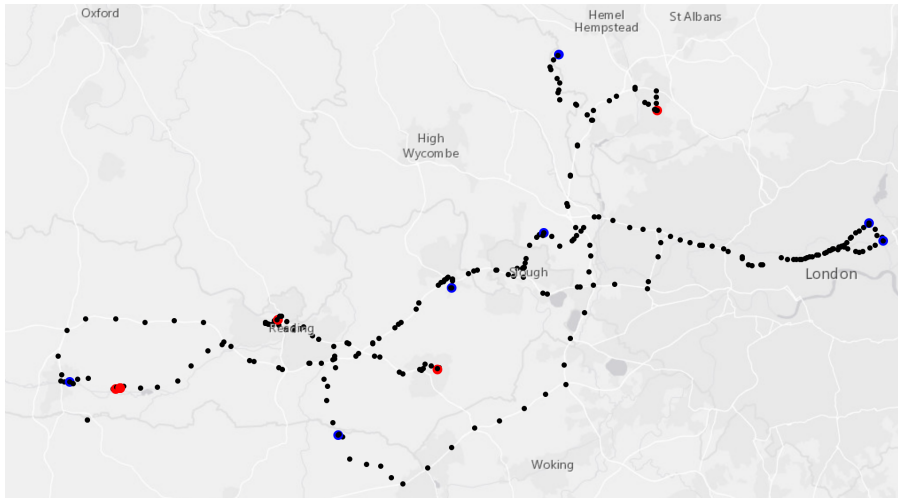 Oxford
Hemel
Hempstead
St Albans
High
Wycombe
Slough
London
Reading
Woking